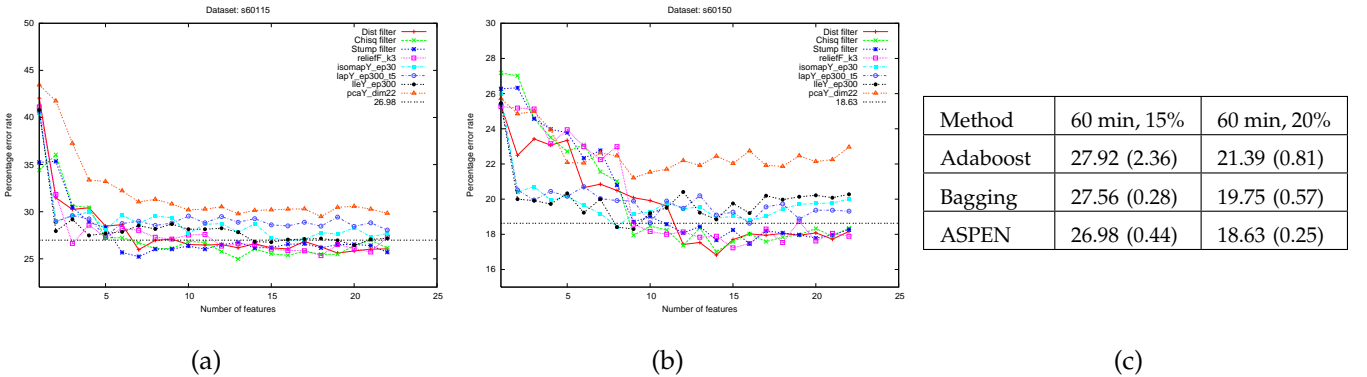 Dataset: s60115
Percentage error rate
50
45
40
35
30
25
5
10
15
20
25
Number of features
Dist filter
Chisq filter
Stump filter
reliefF_k3
isomapY_ep30
lapY_ep300_t5
lleY_ep300
pcaY_dim22
26.98
(a)
Dataset: s60150
Percentage error rate
30
28
26
24
22
20
18
16
5
10
15
20
25
Number of features
Dist filter
Chisq filter
Stump filter
reliefF_k3
isomapY_ep30
lapY_ep300_t5
lleY_ep300
pcaY_dim22
18.63
(b)
Method 60 min, 15% 60 min, 20%
Adaboost 27.92 (2.36) 21.39 (0.81)
Bagging 27.56 (0.28) 19.75 (0.57)
ASPEN 26.98 (0.44) 18.63 (0.25)
(c)